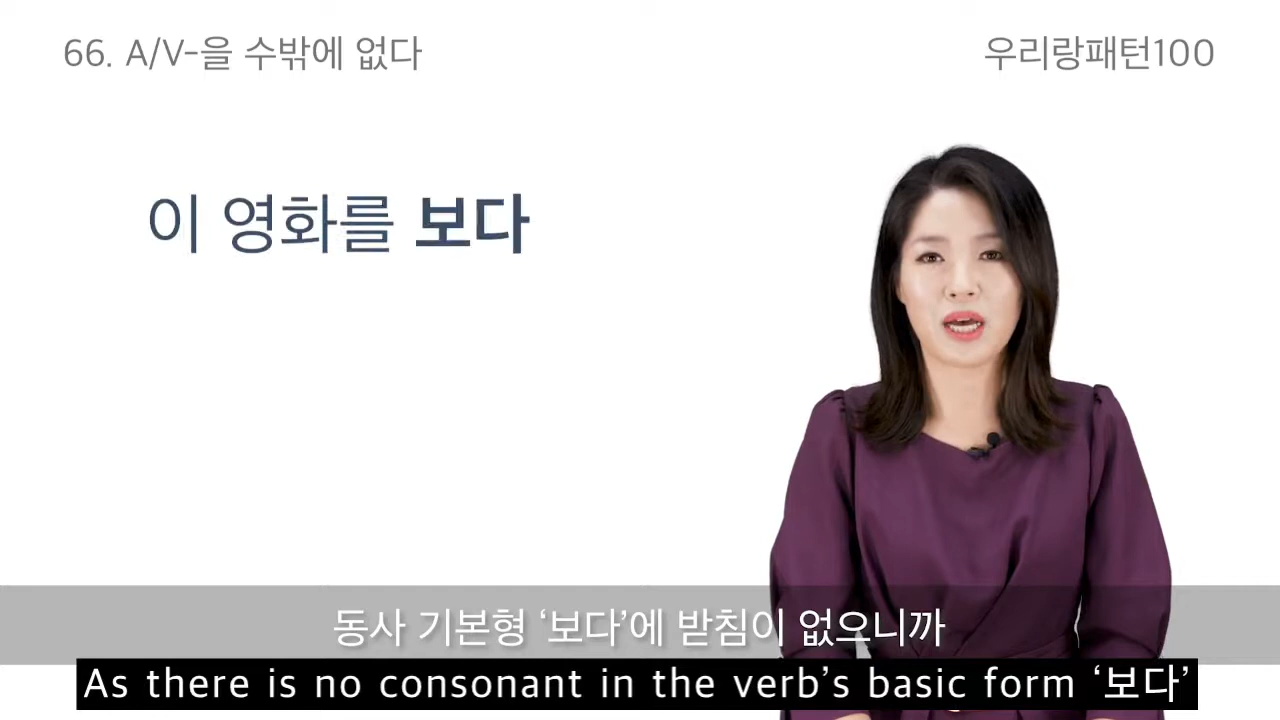 66. A/V-을 수밖에 없다
우리랑패턴100
이 영화를 보다
동사 기본형 ‘보다’에 받침이 없으니까
As there is no consonant in the verb’s basic form ‘보다’